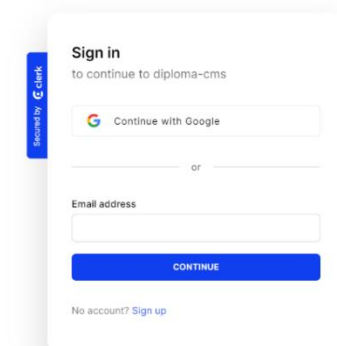 Sign in
to continue to diploma-cms
Secured by clerk
Continue with Google
or
Email address
CONTINUE
No account? Sign up